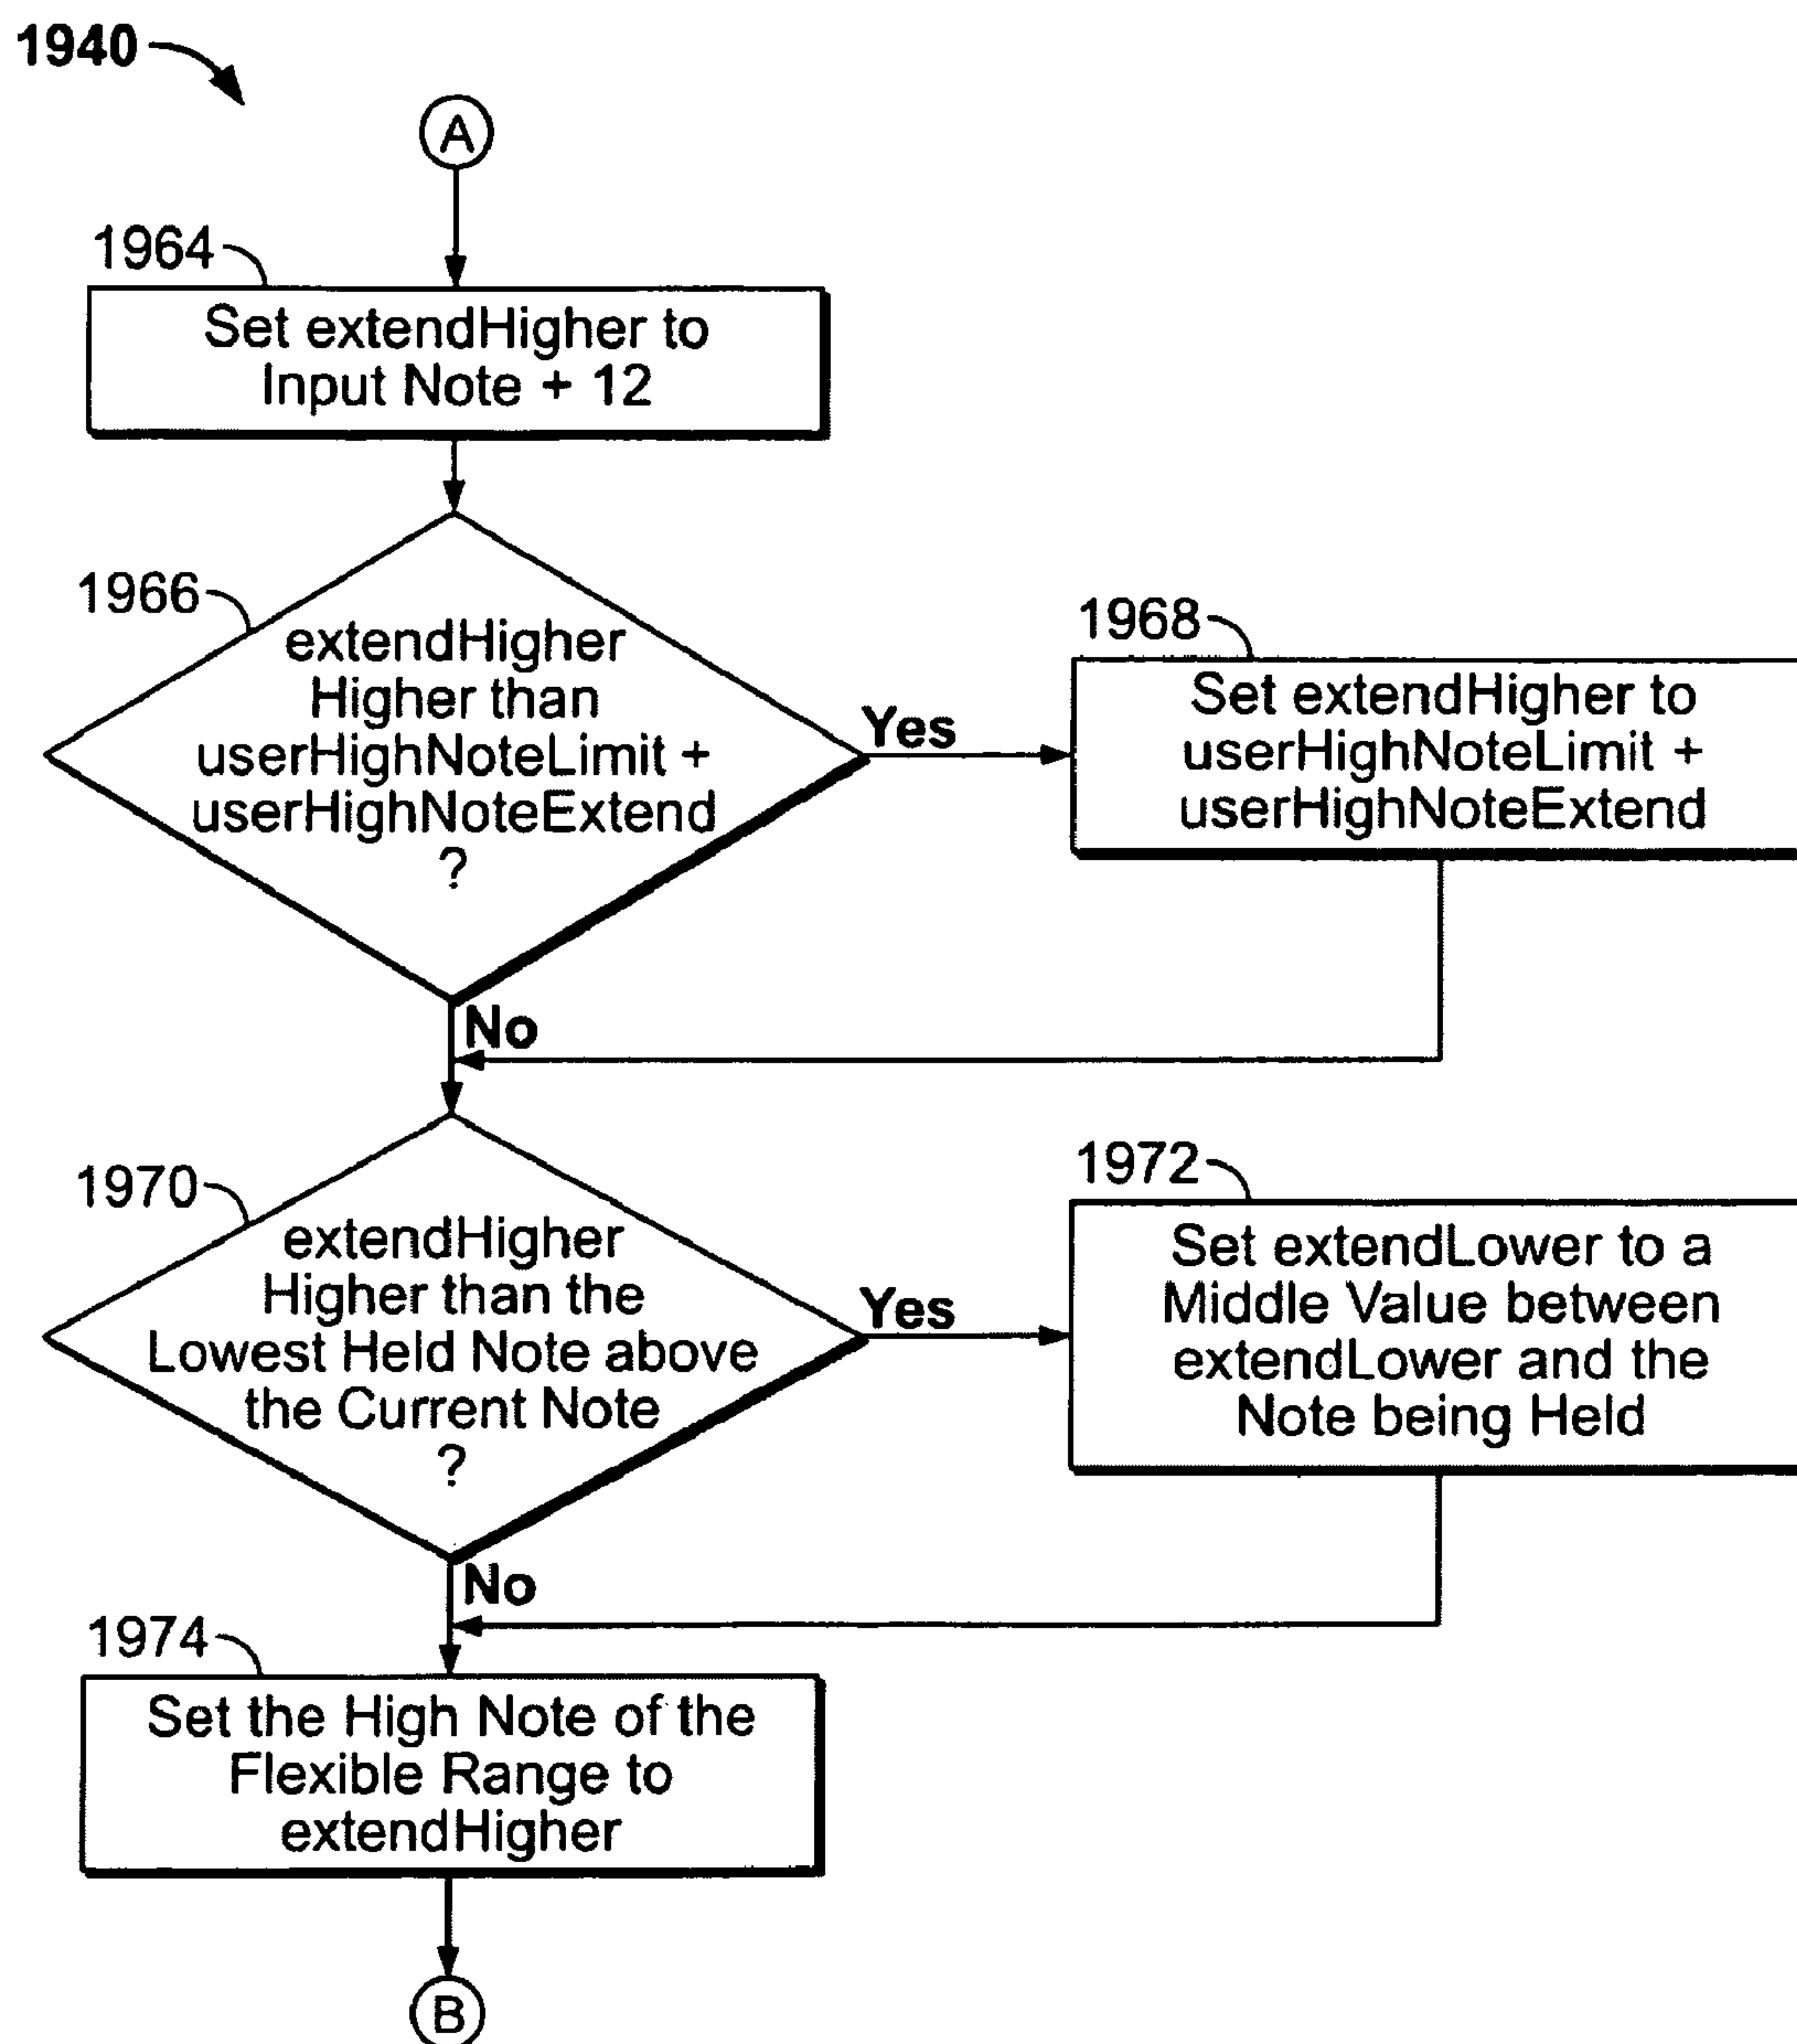 1940
A
1964
Set extendHigher to
Input Note + 12
1966
extendHigher
Higher than
userHighNoteLimit +
userHighNoteExtend
?
Yes
1968
Set extendHigher to
userHighNoteLimit +
userHighNoteExtend
No
1970
extendHigher
Higher than the
Lowest Held Note above
the Current Note
?
Yes
1972
Set extendLower to a
Middle Value between
extendLower and the
Note being Held
No
1974
Set the High Note of the
Flexible Range to
extendHigher
B